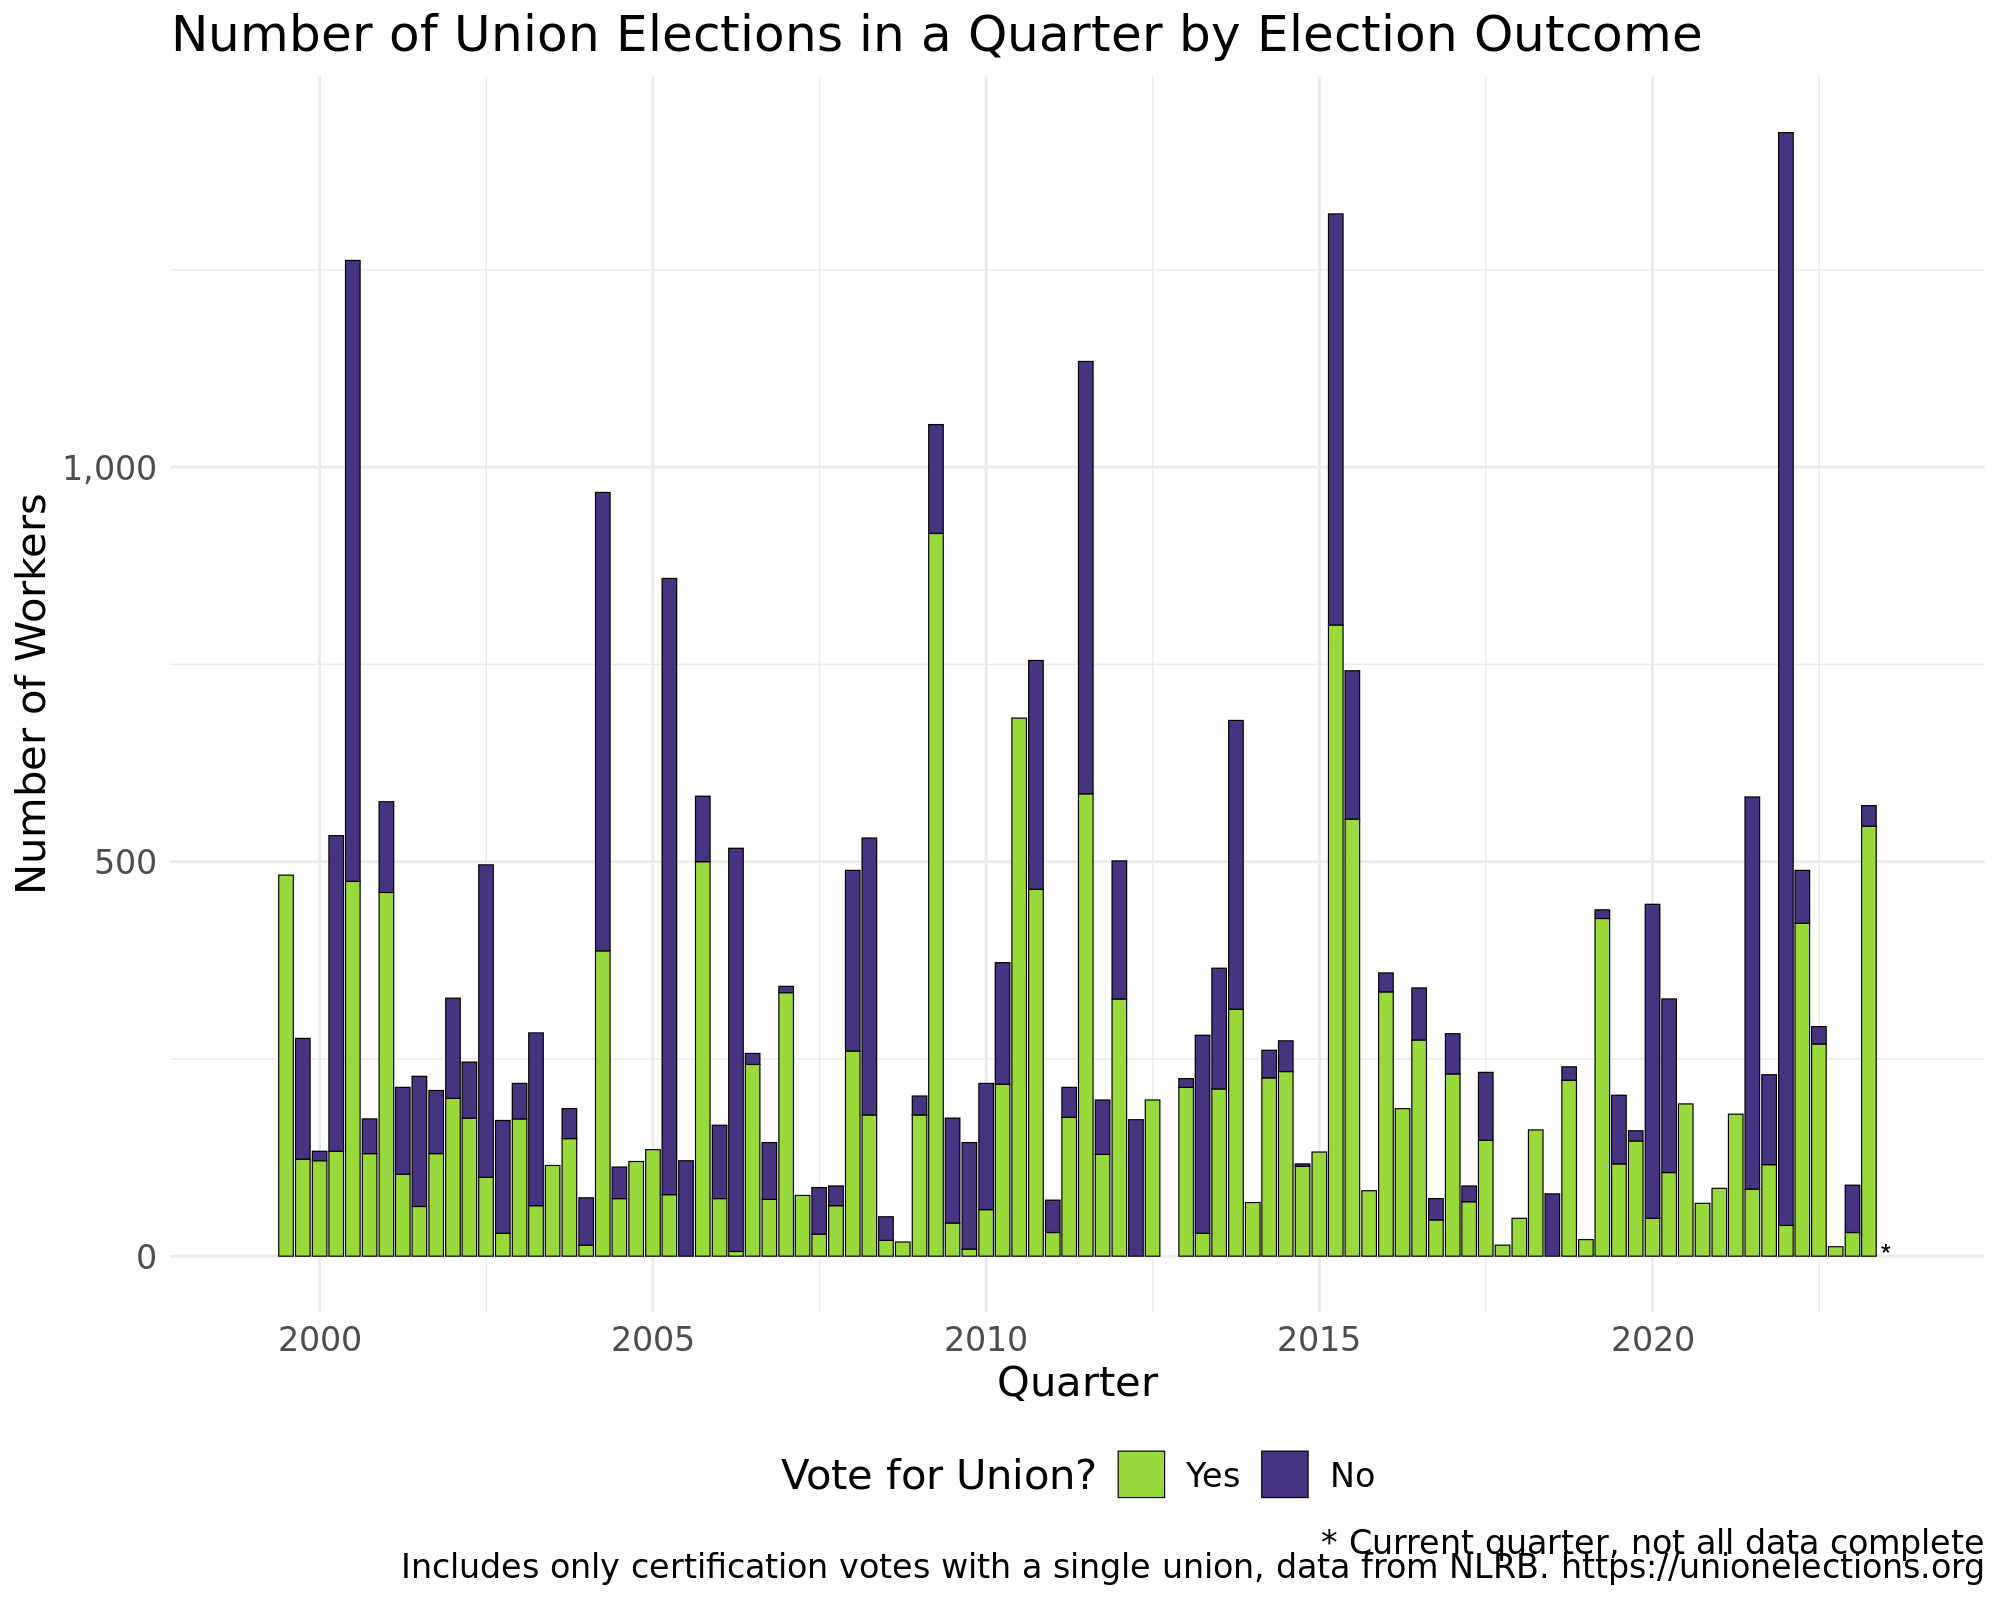 Number of Union Elections in a Quarter by Election Outcome
Number of Workers
1,000
500
0
*
2000 2005 2010 2015 2020
Quarter
Vote for Union? Yes No
* Current quarter, not all data complete
Includes only certification votes with a single union, data from NLRB. https://unionelections.org